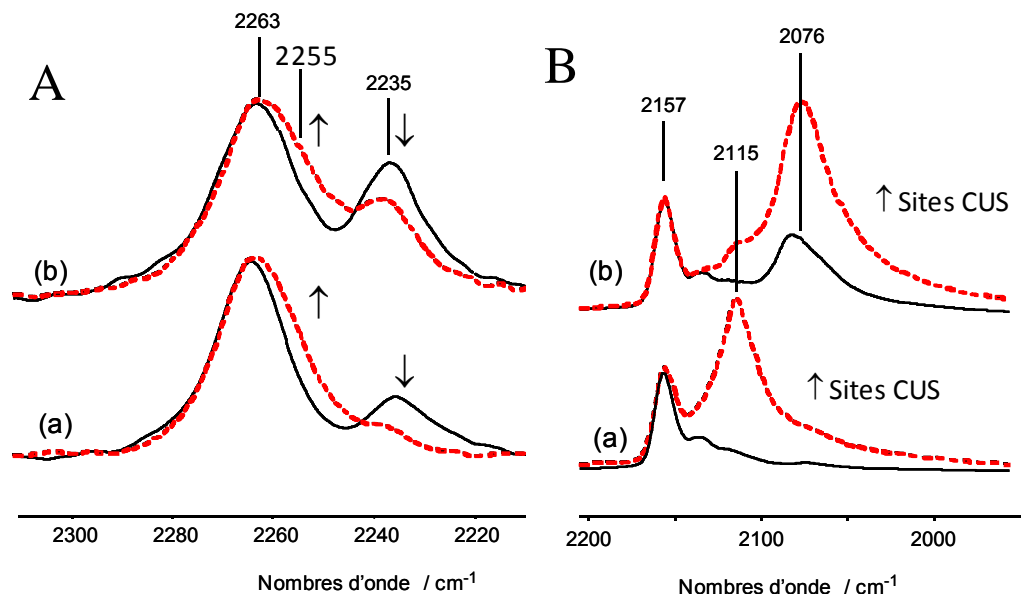 A
2263
2255
2235
↑
↓
(b)
↑
↓
(a)
2300
2280
2260
2240
2220
Nombres d'onde / cm-1
B
2157
2115
2076
↑ Sites CUS
(b)
↑ Sites CUS
(a)
2200
2100
2000
Nombres d'onde / cm-1